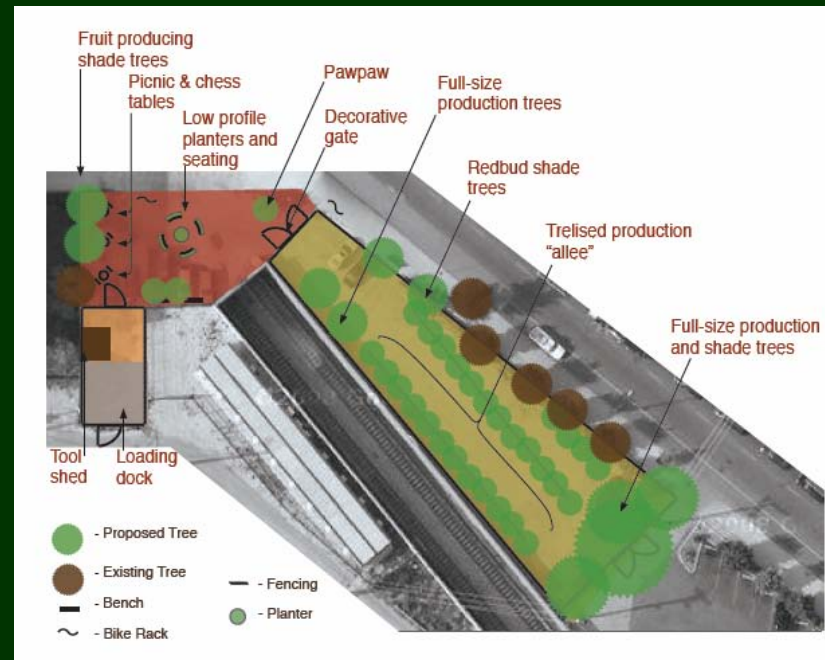 Fruit producing
shade trees
Picnic & chess
tables
Low profile
planters and
seating
Pawpaw
Decorative
gate
Full-size
production trees
Redbud shade
trees
Trelised production
“allee”
Full-size production
and shade trees
Tool
shed
Loading
dock
- Proposed Tree
- Existing Tree
- Bench
- Bike Rack
- Fencing
- Planter